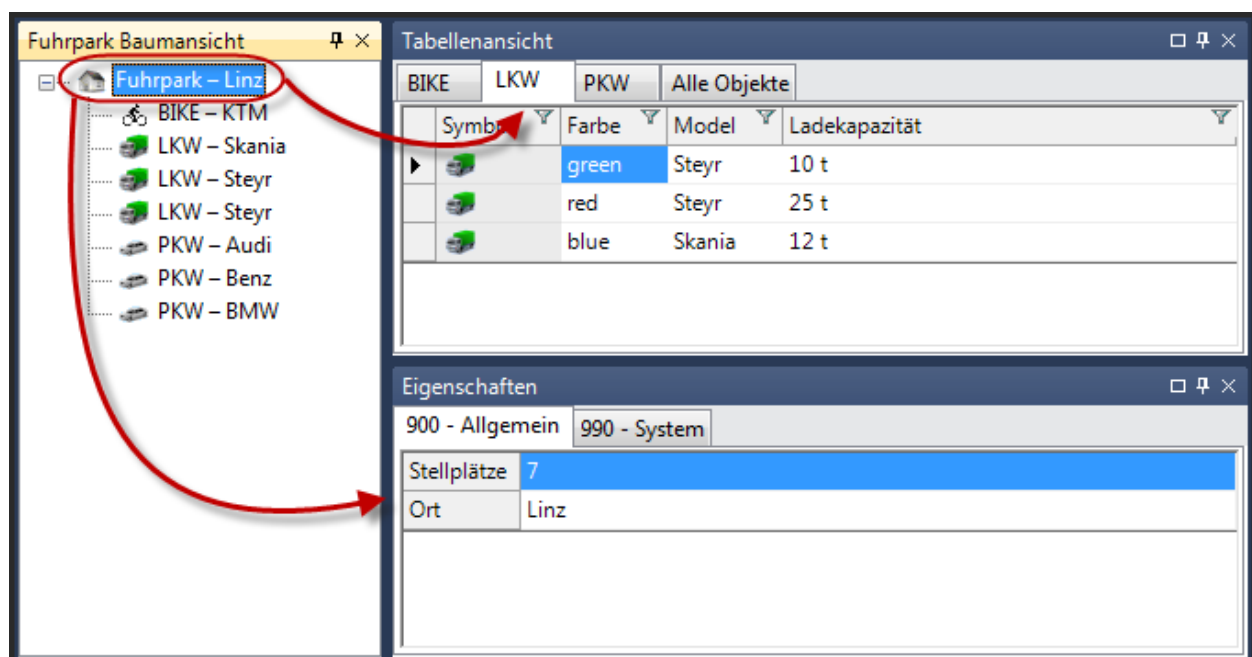 Fuhrpark Baumansicht
Fuhrpark – Linz
BIKE – KTM
LKW – Skania
LKW – Steyr
LKW – Steyr
PKW – Audi
PKW – Benz
PKW – BMW
Tabellenansicht
BIKE LKW PKW Alle Objekte
Symb Farbe Model Ladekapazität
green Steyr 10 t
red Steyr 25 t
blue Skania 12 t
Eigenschaften
900 - Allgemein 990 - System
Stellplätze 7
Ort Linz